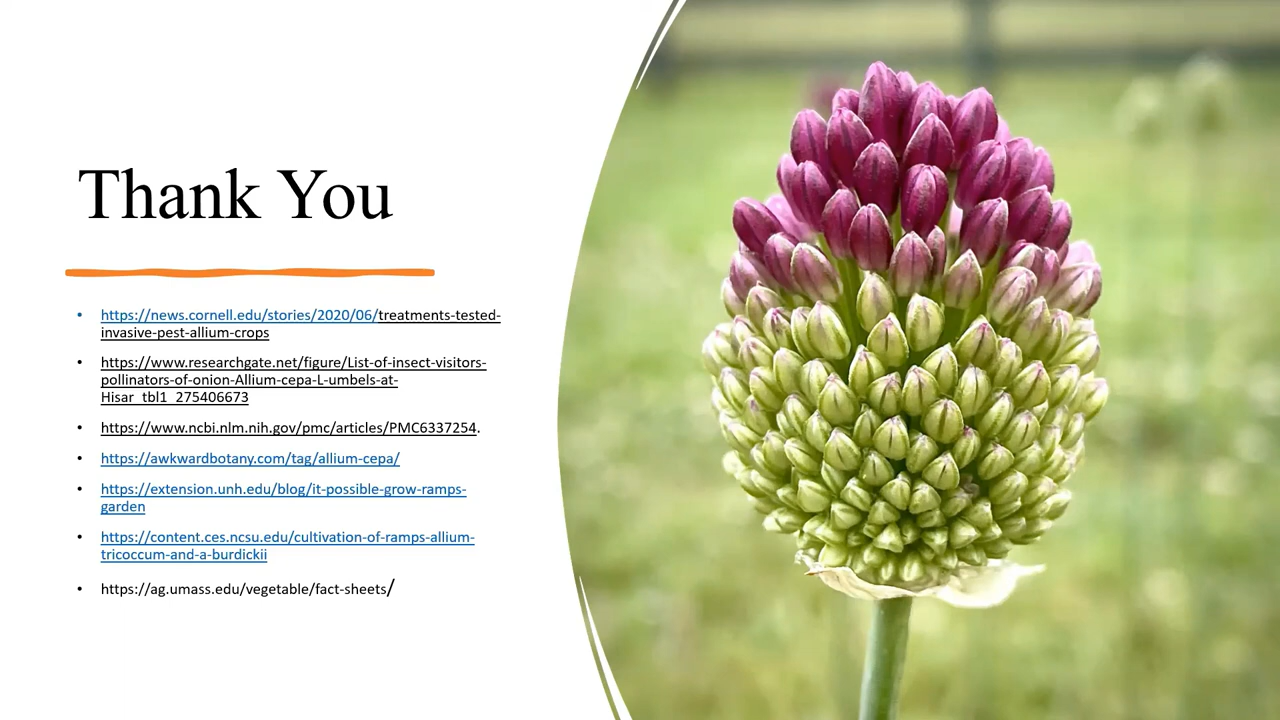 Thank You
• https://news.cornell.edu/stories/2020/06/treatments-tested-
invasive-pest-allium-crops
• https://www.researchgate.net/figure/List-of-insect-visitors-
pollinators-of-onion-Allium-cepa-L-umbels-at-
Hisar_tbl1_275406673
• https://www.ncbi.nlm.nih.gov/pmc/articles/PMC6337254.
• https://awkwardbotany.com/tag/allium-cepa/
• https://extension.unh.edu/blog/it-possible-grow-ramps-
garden
• https://content.ces.ncsu.edu/cultivation-of-ramps-allium-
tricoccum-and-a-burdickii
• https://ag.umass.edu/vegetable/fact-sheets/